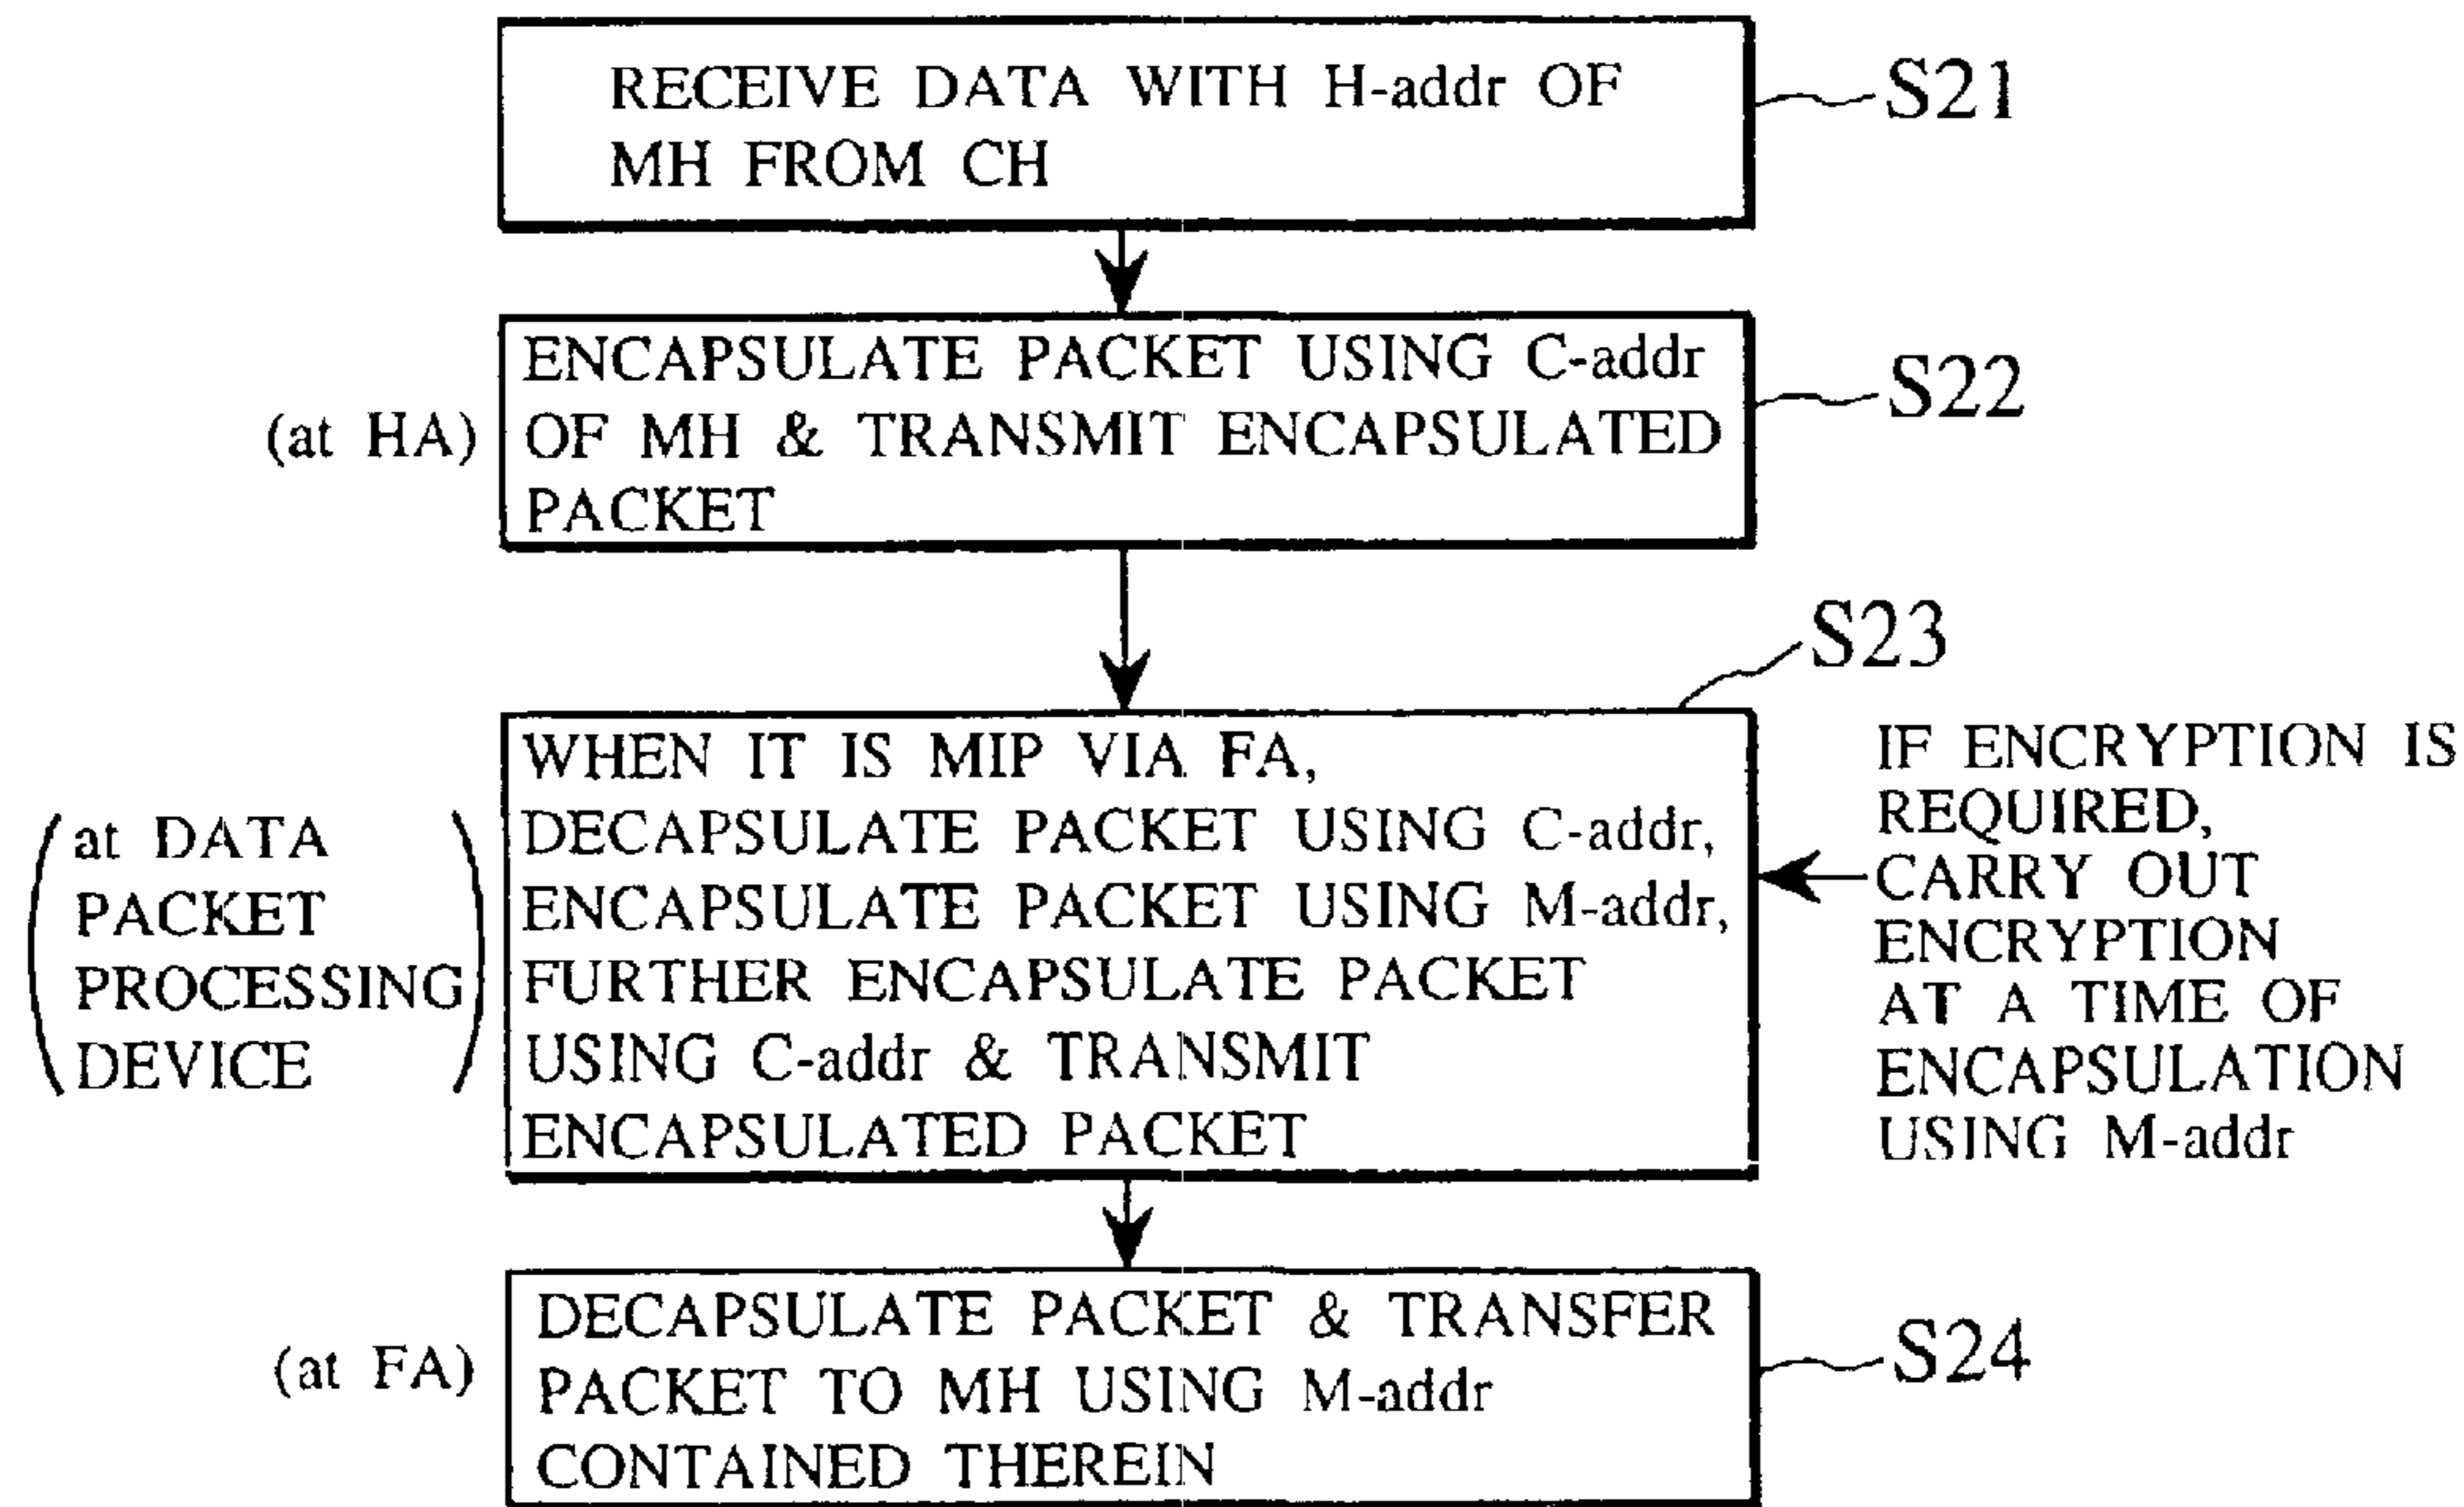 RECEIVE DATA WITH H-addr OF
MH FROM CH
S21
(at HA)
ENCAPSULATE PACKET USING C-addr
OF MH & TRANSMIT ENCAPSULATED
PACKET
S22
S23
(at DATA
PACKET
PROCESSING
DEVICE)
WHEN IT IS MIP VIA FA,
DECAPSULATE PACKET USING C-addr,
ENCAPSULATE PACKET USING M-addr,
FURTHER ENCAPSULATE PACKET
USING C-addr & TRANSMIT
ENCAPSULATED PACKET
IF ENCRYPTION IS
REQUIRED,
CARRY OUT
ENCRYPTION
AT A TIME OF
ENCAPSULATION
USING M-addr
(at FA)
DECAPSULATE PACKET & TRANSFER
PACKET TO MH USING M-addr
CONTAINED THEREIN
S24